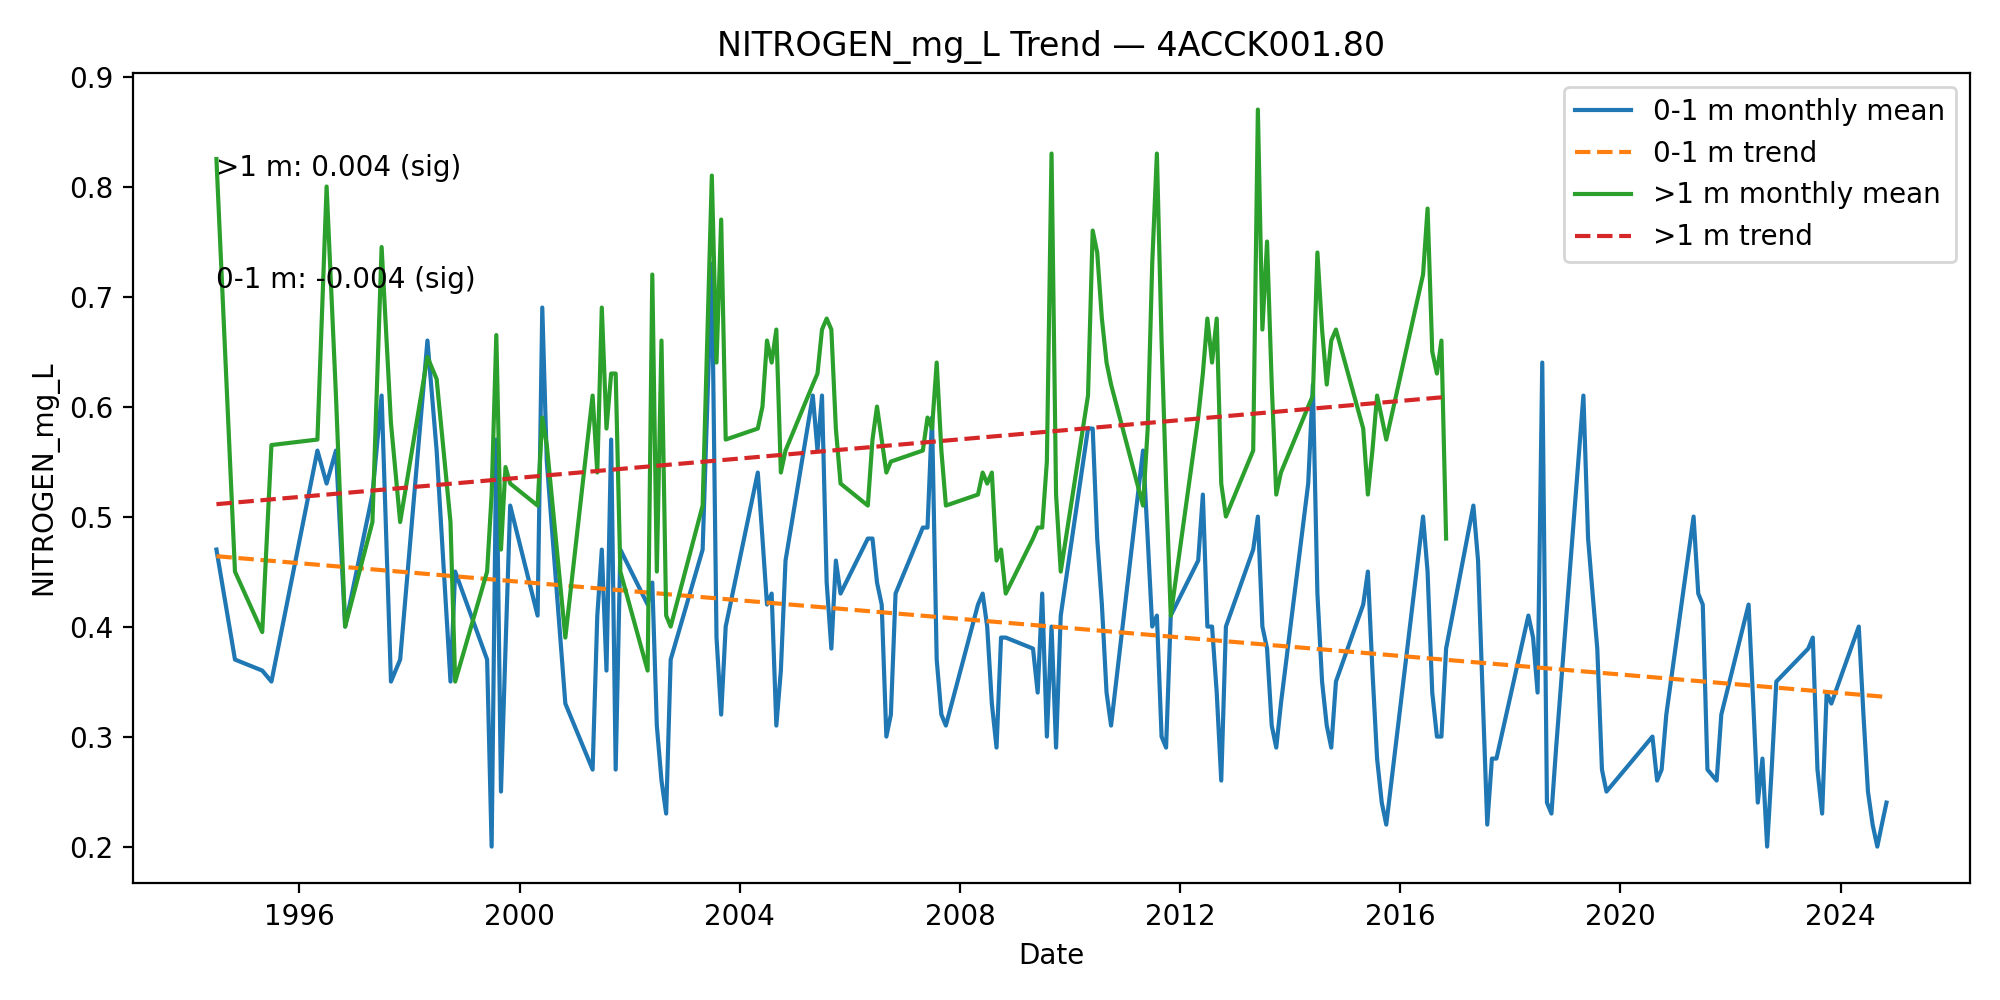 NITROGEN_mg_L Trend — 4ACCK001.80
NITROGEN_mg_L
0.9
0.8
0.7
0.6
0.5
0.4
0.3
0.2
>1 m: 0.004 (sig)
0-1 m: -0.004 (sig)
0-1 m monthly mean
0-1 m trend
>1 m monthly mean
>1 m trend
1996
2000
2004
2008
2012
2016
2020
2024
Date